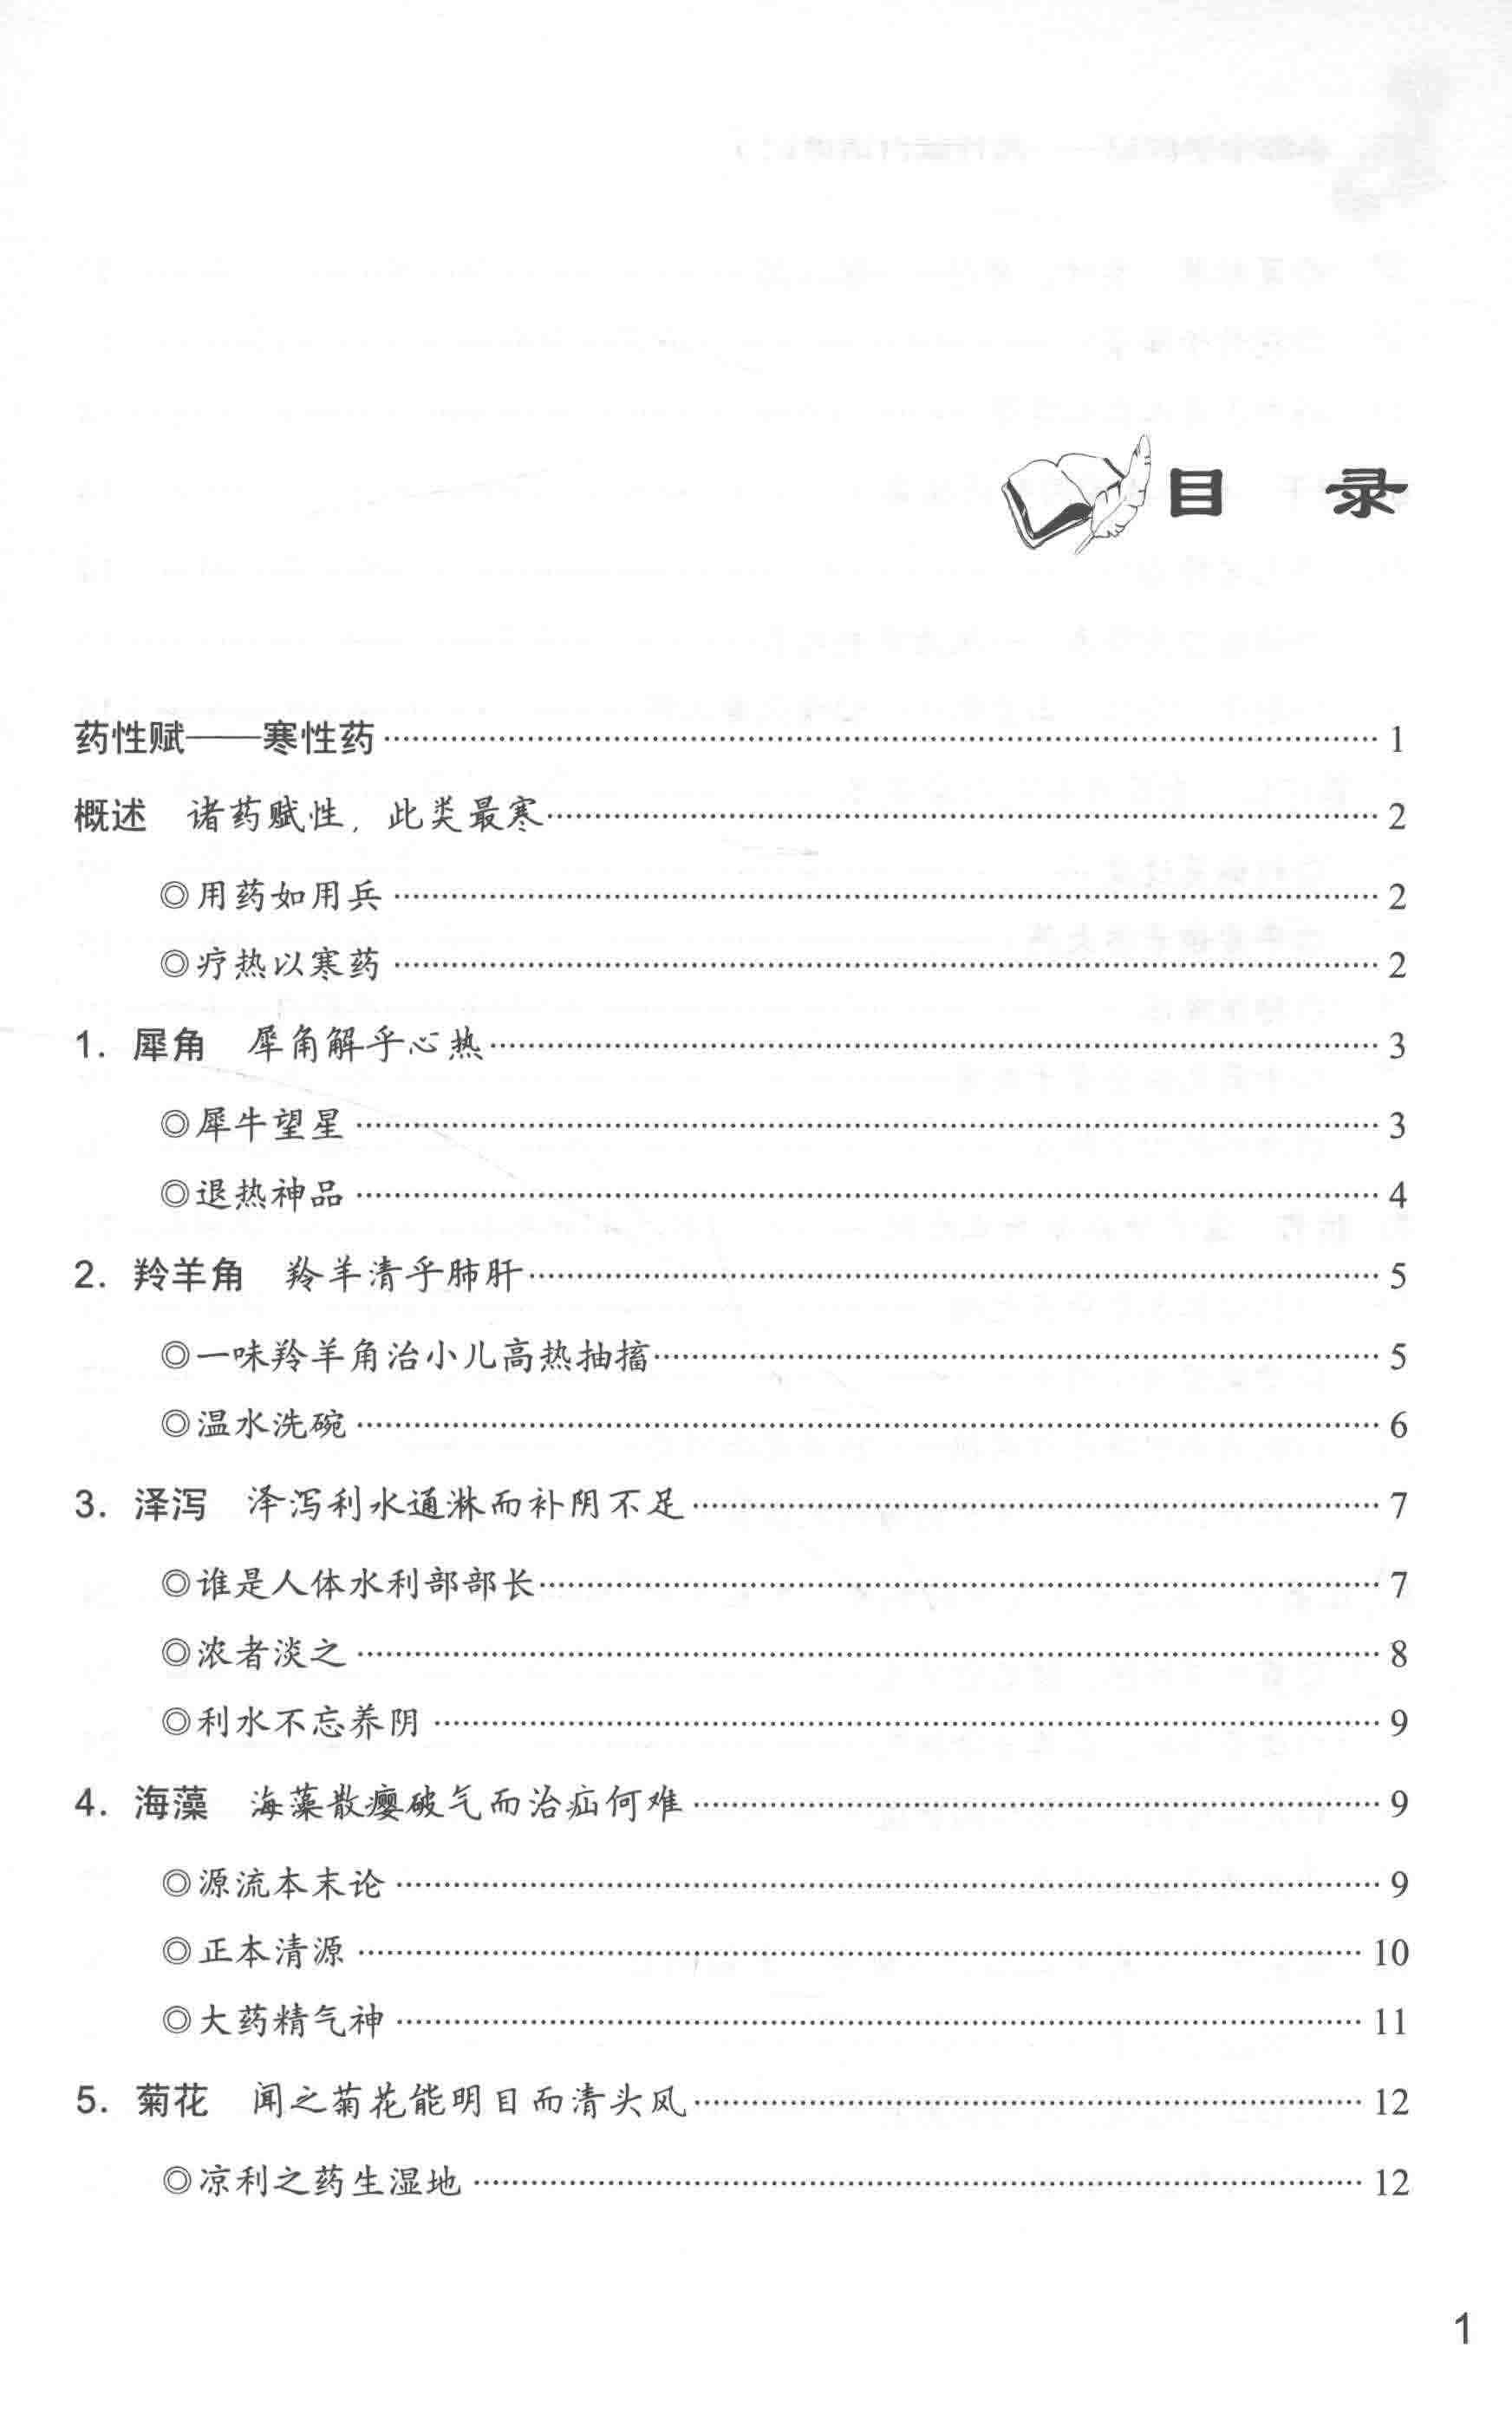 目 录
药性赋——寒性药 1
概述 诸药赋性，此类最寒 2
◎用药如用兵 2
◎疗热以寒药 2
1. 犀角 犀角解乎心热 3
◎犀牛望星 3
◎退热神品 4
2. 羚羊角 羚羊清乎肺肝 5
◎一味羚羊角治小儿高热抽搐 5
◎温水洗碗 6
3. 泽泻 泽泻利水通淋而补阴不足 7
◎谁是人体水利部部长 7
◎浓者淡之 8
◎利水不忘养阴 9
4. 海藻 海藻散瘿破气而治疝何难 9
◎源流本末论 9
◎正本清源 10
◎大药精气神 11
5. 菊花 闻之菊花能明目而清头风 12
◎凉利之药生湿地 12
1